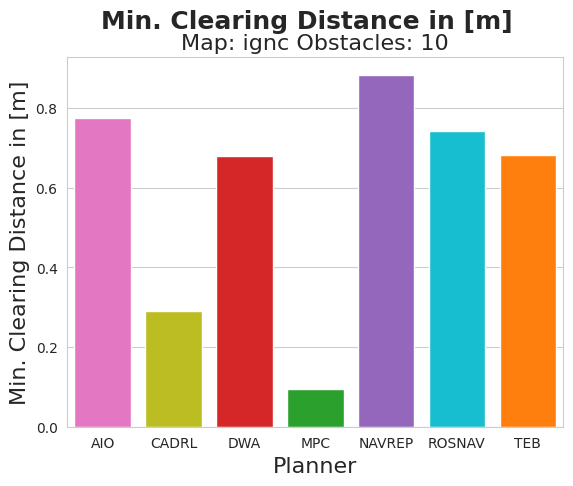 Min. Clearing Distance in [m]
Map: ignc Obstacles: 10
Min. Clearing Distance in [m]
0.8
0.6
0.4
0.2
0.0
AIO CADRL DWA MPC NAVREP ROSNAV TEB
Planner